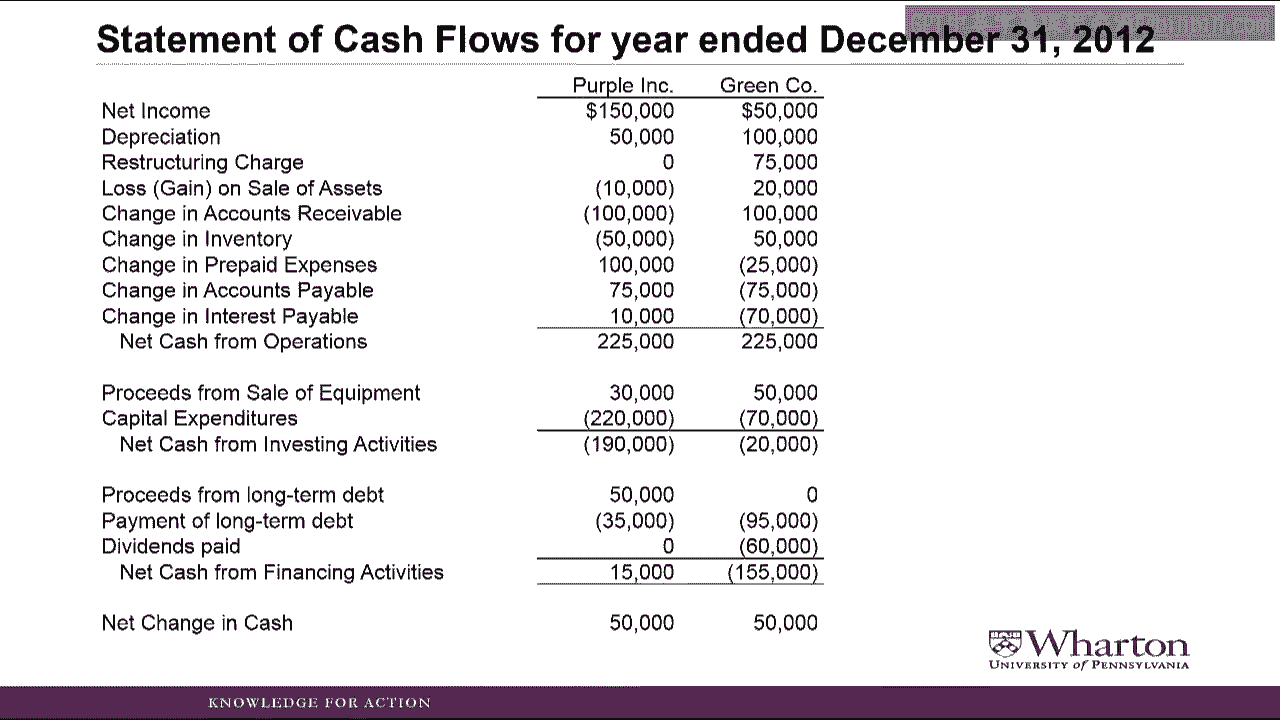 Statement of Cash Flows for year ended December 31, 2012
Purple Inc. Green Co.
Net Income $150,000 $50,000
Depreciation 50,000 100,000
Restructuring Charge 0 75,000
Loss (Gain) on Sale of Assets (10,000) 20,000
Change in Accounts Receivable (100,000) 100,000
Change in Inventory (50,000) 50,000
Change in Prepaid Expenses 100,000 (25,000)
Change in Accounts Payable 75,000 (75,000)
Change in Interest Payable 10,000 (70,000)
Net Cash from Operations 225,000 225,000
Proceeds from Sale of Equipment 30,000 50,000
Capital Expenditures (220,000) (70,000)
Net Cash from Investing Activities (190,000) (20,000)
Proceeds from long-term debt 50,000 0
Payment of long-term debt (35,000) (95,000)
Dividends paid 0 (60,000)
Net Cash from Financing Activities 15,000 (155,000)
Net Change in Cash 50,000 50,000
Wharton
UNIVERSITY of PENNSYLVANIA
KNOWLEDGE FOR ACTION